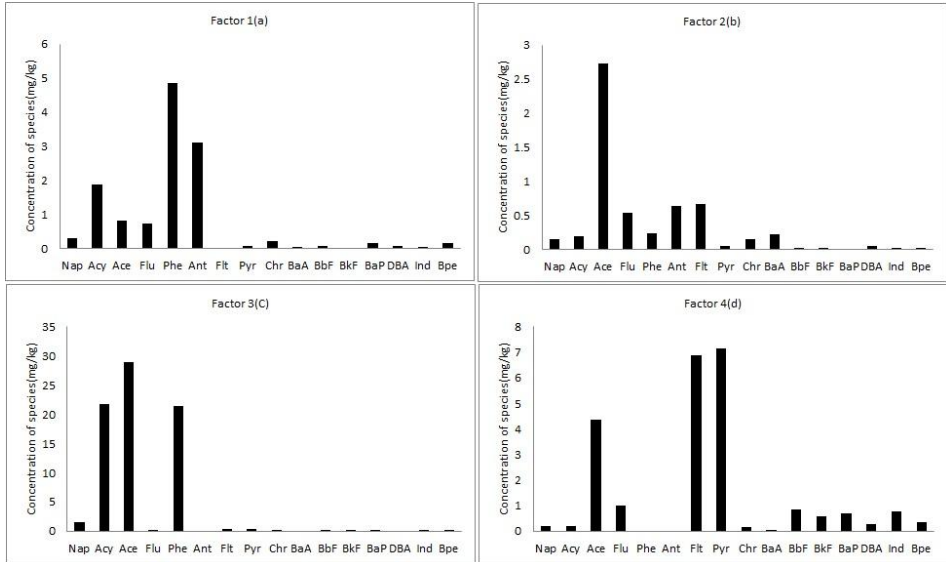 Factor 1(a)
Concentration of species(mg/kg)
6
5
4
3
2
1
0
Nap Acy Ace Flu Phe Ant Flt Pyr Chr BaA BbF BkF BaP DBA Ind Bpe
Factor 2(b)
Concentration of species(mg/kg)
3
2.5
2
1.5
1
0.5
0
Nap Acy Ace Flu Phe Ant Flt Pyr Chr BaA BbF BkF BaP DBA Ind Bpe
Factor 3(C)
Concentration of species(mg/kg)
35
30
25
20
15
10
5
0
Nap Acy Ace Flu Phe Ant Flt Pyr Chr BaA BbF BkF BaP DBA Ind Bpe
Factor 4(d)
Concentration of species(mg/kg)
8
7
6
5
4
3
2
1
0
Nap Acy Ace Flu Phe Ant Flt Pyr Chr BaA BbF BkF BaP DBA Ind Bpe